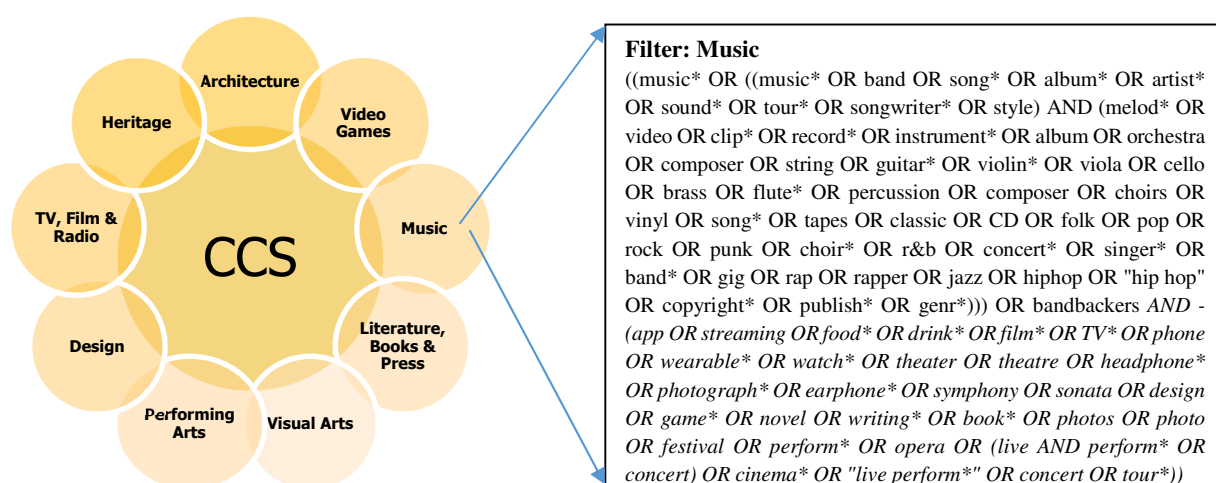 Architecture
Video
Games
Music
Literature,
Books &
Press
Visual Arts
Performing
Arts
Design
TV, Film &
Radio
Heritage
CCS
Filter: Music
((music* OR ((music* OR band OR song* OR album* OR artist*
OR sound* OR tour* OR songwriter* OR style) AND (melod* OR
video OR clip* OR record* OR instrument* OR album OR orchestra
OR composer OR string OR guitar* OR violin* OR viola OR cello
OR brass OR flute* OR percussion OR composer OR choirs OR
vinyl OR song* OR tapes OR classic OR CD OR folk OR pop OR
rock OR punk OR choir* OR r&b OR concert* OR singer* OR
band* OR gig OR rap OR rapper OR jazz OR hiphop OR "hip hop"
OR copyright* OR publish* OR genr*))) OR bandbackers AND -
(app OR streaming OR food* OR drink* OR film* OR TV* OR phone
OR wearable* OR watch* OR theater OR theatre OR headphone*
OR photograph* OR earphone* OR symphony OR sonata OR design
OR game* OR novel OR writing* OR book* OR photos OR photo
OR festival OR perform* OR opera OR (live AND perform* OR
concert) OR cinema* OR "live perform*" OR concert OR tour*))